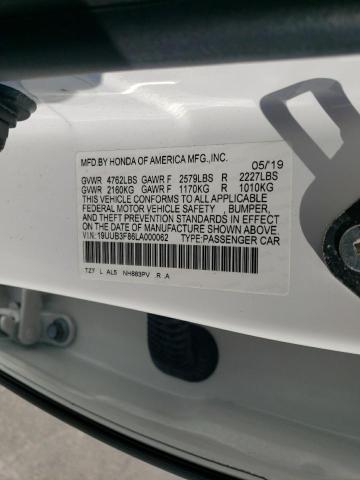 MFD.BY HONDA OF AMERICA MFG.,INC. 05/'19
GVWR 4762LBS GAWR F 2579LBS R 2227LBS
GVWR 2160KG GAWR F 1170KG R 1010KG
THIS VEHICLE CONFORMS TO ALL APPLICABLE
FEDERAL MOTOR VEHICLE SAFETY , BUMPER,
AND THEFT PREVENTION STANDARDS IN EFFECT
ON THE DATE OF MANUFACTURE SHOWN ABOVE.
VIN:19UUB3F86LA000062 TYPE:PASSENGER CAR
TZ7 L AL5 NH883PV .R .A